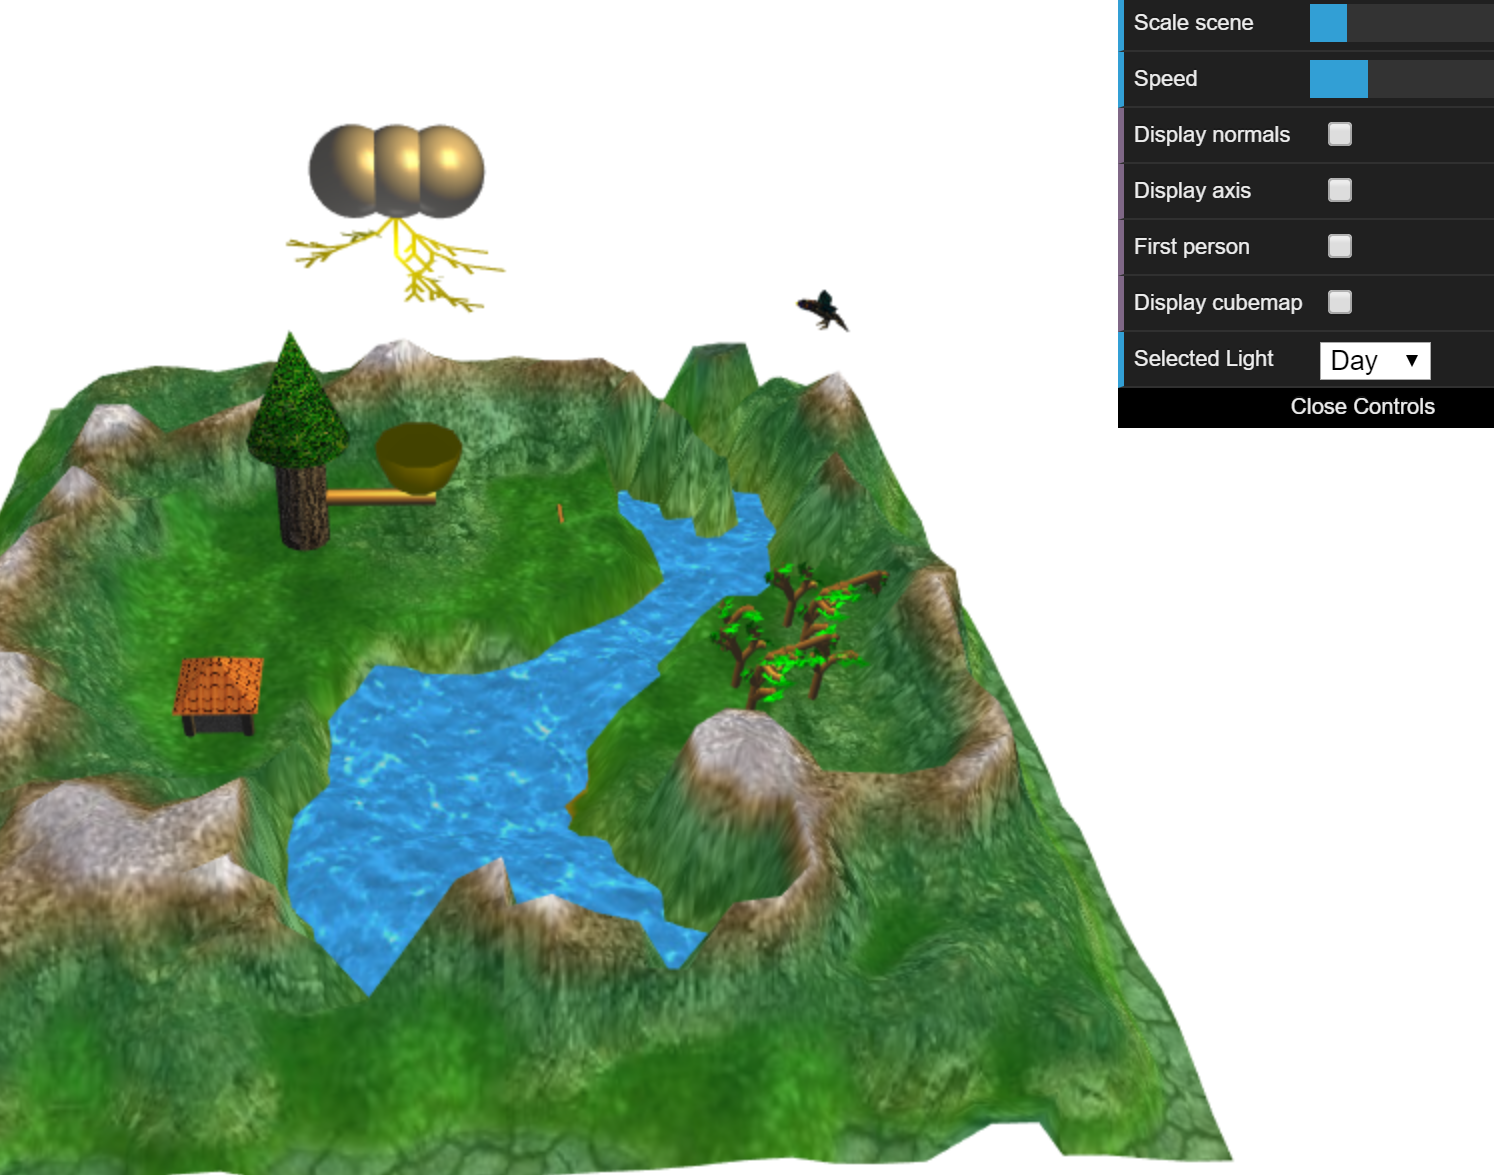 Scale scene
Speed
Display normals
Display axis
First person
Display cubemap
Selected Light Day
Close Controls